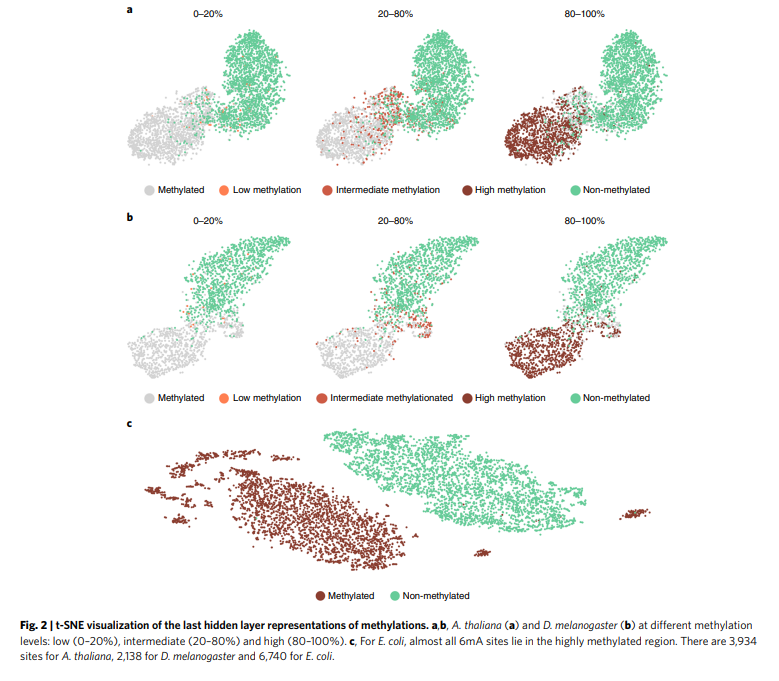 a
0–20%
20–80%
80–100%
Methylated
Low methylation
Intermediate methylation
High methylation
Non-methylated
b
0–20%
20–80%
80–100%
Methylated
Low methylation
Intermediate methylationated
High methylation
Non-methylated
c
Methylated
Non-methylated
Fig. 2 | t-SNE visualization of the last hidden layer representations of methylations. a,b, A. thaliana (a) and D. melanogaster (b) at different methylation
levels: low (0–20%), intermediate (20–80%) and high (80–100%). c, For E. coli, almost all 6mA sites lie in the highly methylated region. There are 3,934
sites for A. thaliana, 2,138 for D. melanogaster and 6,740 for E. coli.